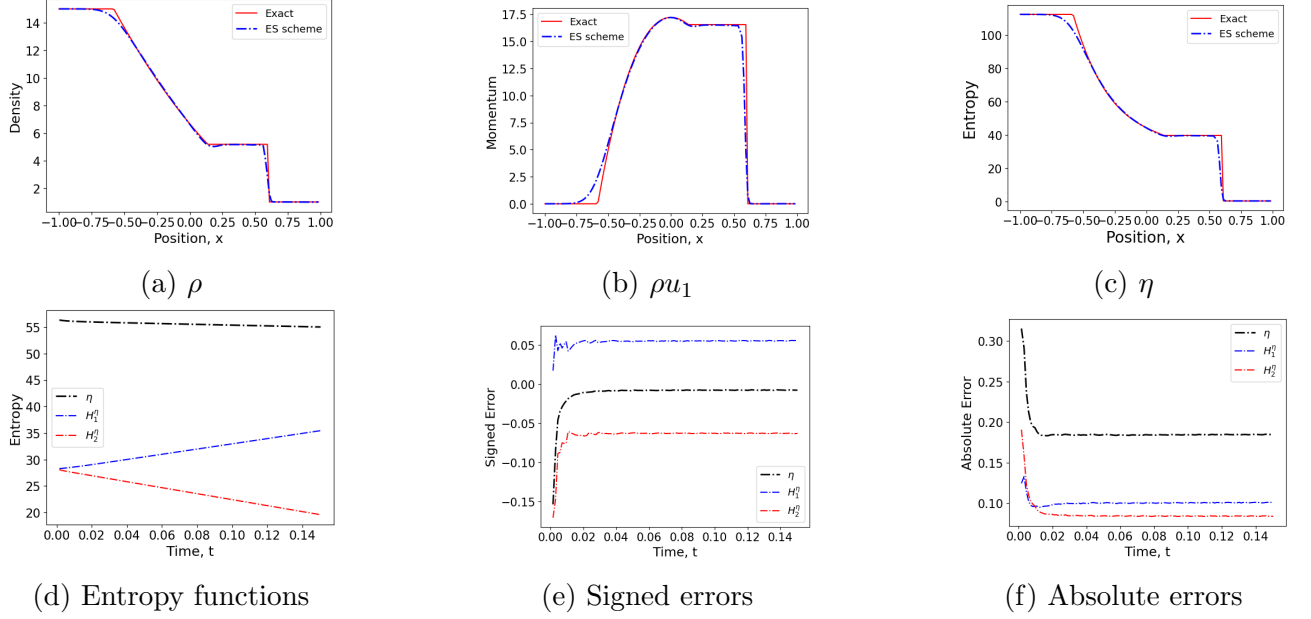 Density
14
12
10
8
6
4
2
Exact
ES scheme
−1.00−0.75−0.50−0.25 0.00 0.25 0.50 0.75 1.00
Position, x
(a) ρ
Momentum
17.5
15.0
12.5
10.0
7.5
5.0
2.5
0.0
Exact
ES scheme
−1.00−0.75−0.50−0.25 0.00 0.25 0.50 0.75 1.00
Position, x
(b) ρu₁
Entropy
100
80
60
40
20
0
Exact
ES scheme
−1.00−0.75−0.50−0.25 0.00 0.25 0.50 0.75 1.00
Position, x
(c) η
Entropy
55
50
45
40
35
30
25
20
η
H₁^η
H₂^η
0.00 0.02 0.04 0.06 0.08 0.10 0.12 0.14
Time, t
(d) Entropy functions
Signed Error
0.05
0.00
−0.05
−0.10
−0.15
η
H₁^η
H₂^η
0.00 0.02 0.04 0.06 0.08 0.10 0.12 0.14
Time, t
(e) Signed errors
Absolute Error
0.30
0.25
0.20
0.15
0.10
η
H₁^η
H₂^η
0.00 0.02 0.04 0.06 0.08 0.10 0.12 0.14
Time, t
(f) Absolute errors